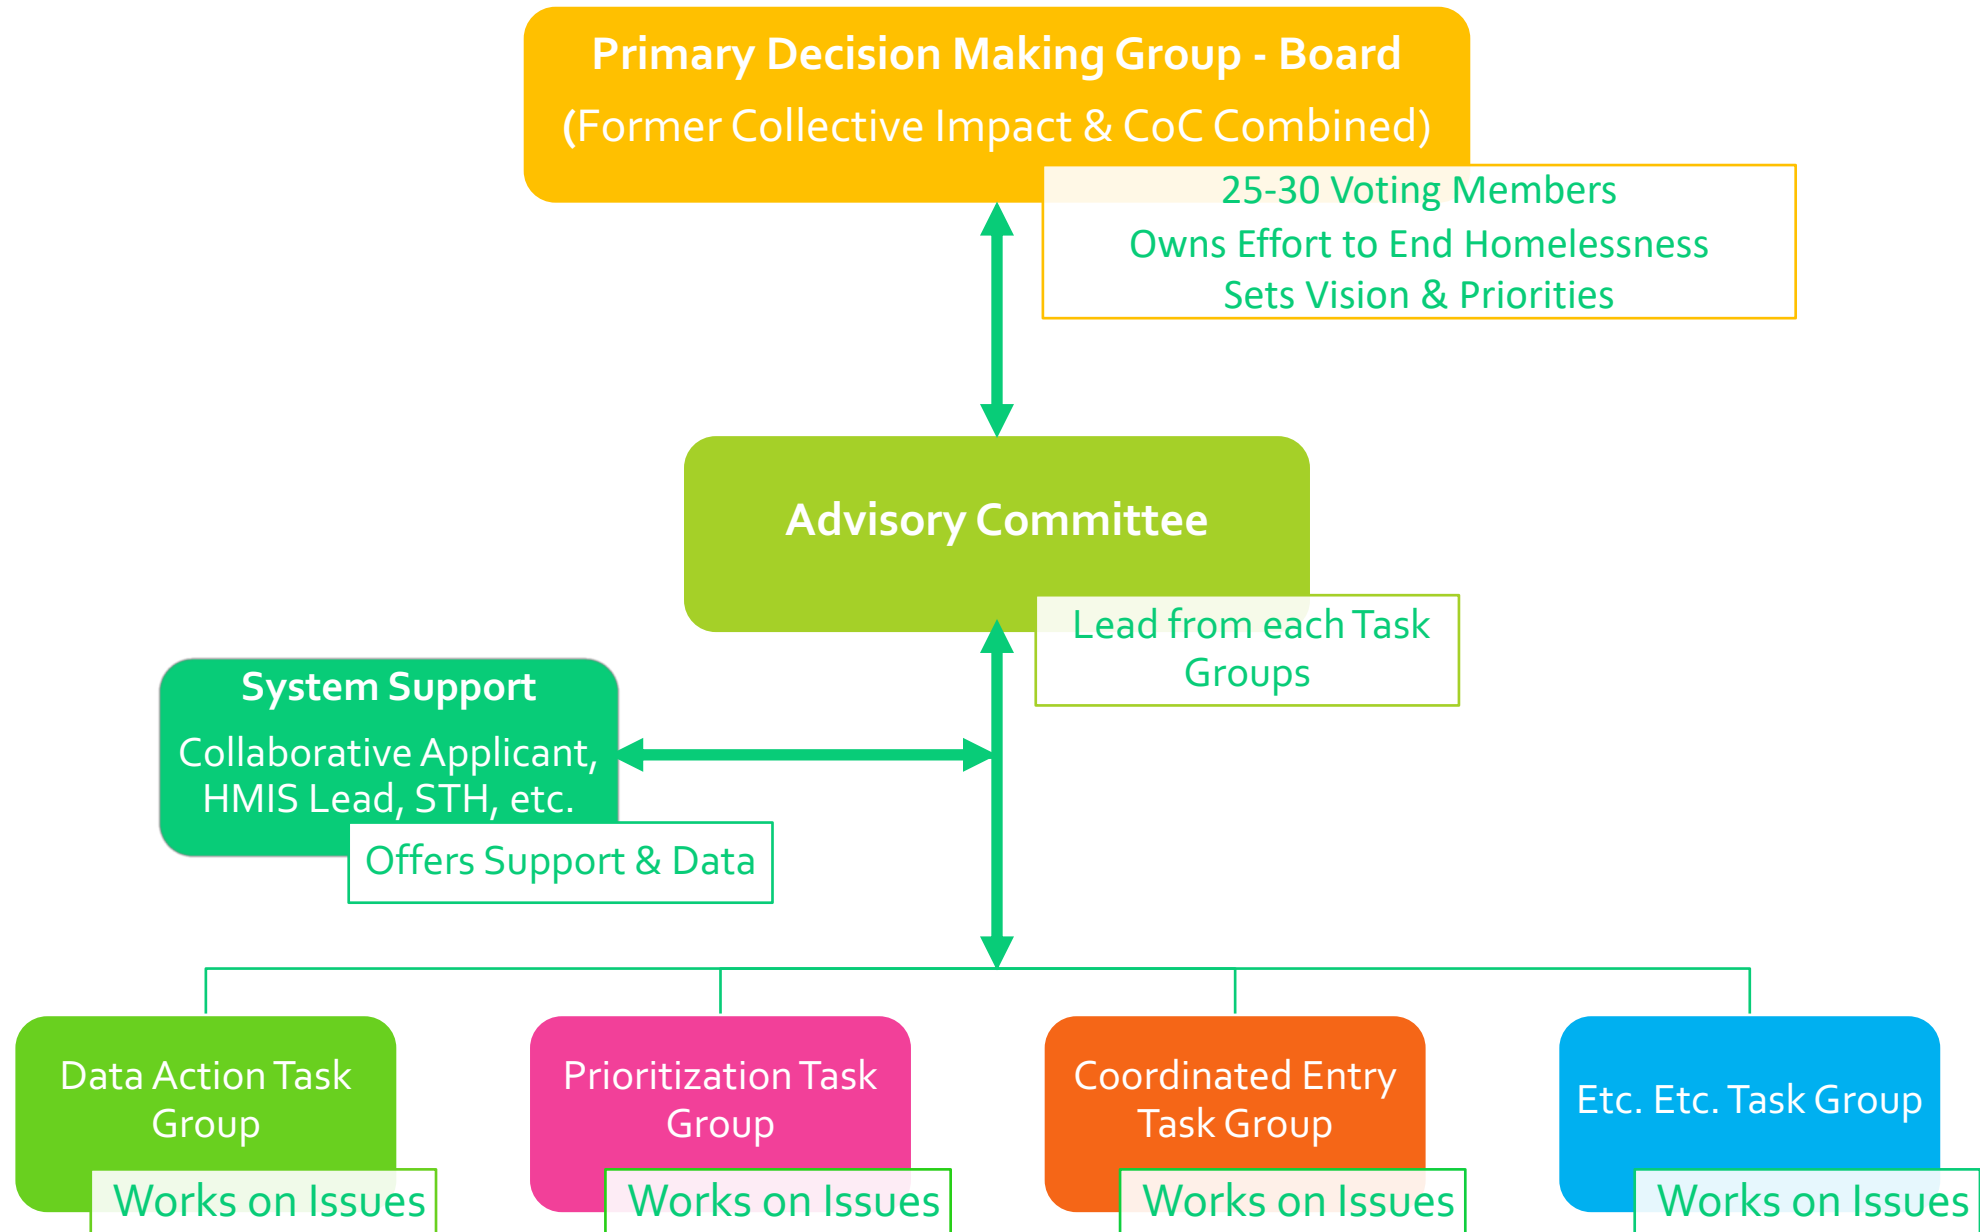 Primary Decision Making Group - Board
(Former Collective Impact & CoC Combined)
25-30 Voting Members
Owns Effort to End Homelessness
Sets Vision & Priorities
Advisory Committee
Lead from each Task
Groups
System Support
Collaborative Applicant,
HMIS Lead, STH, etc.
Offers Support & Data
Data Action Task
Group
Works on Issues
Prioritization Task
Group
Works on Issues
Coordinated Entry
Task Group
Works on Issues
Etc. Etc. Task Group
Works on Issues